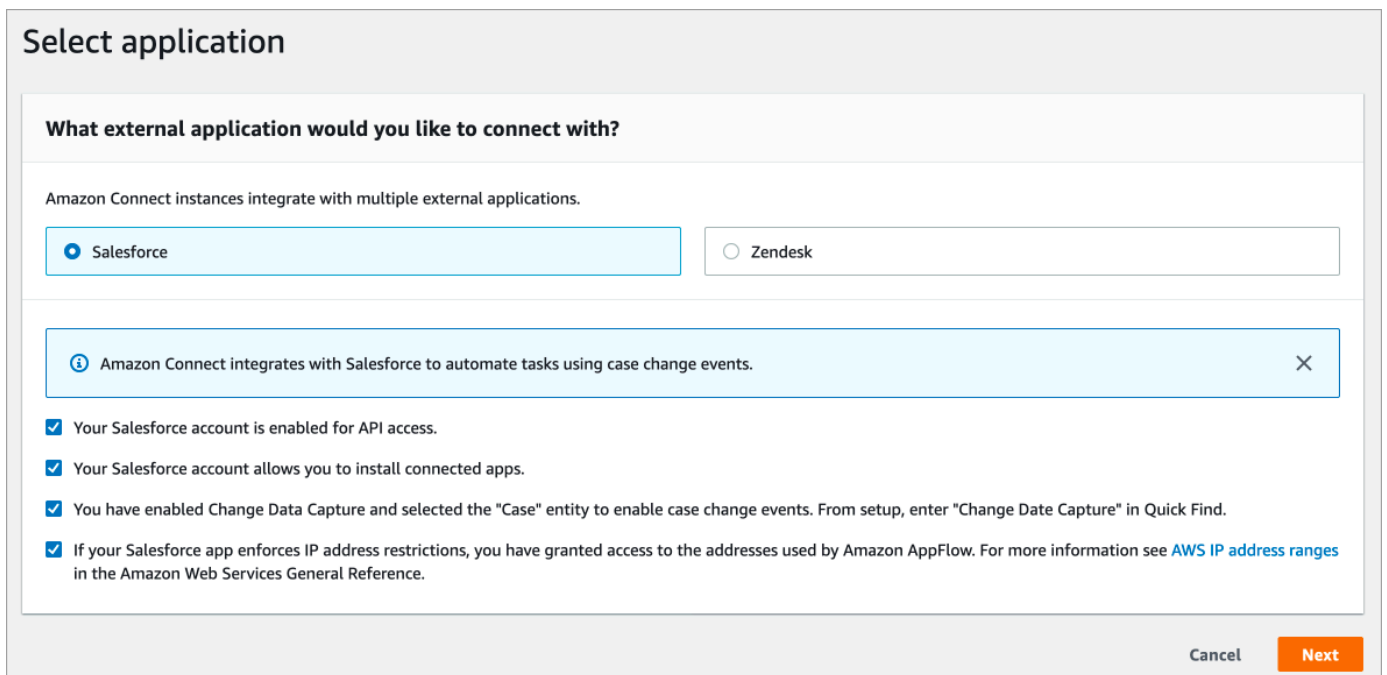 Select application
What external application would you like to connect with?
Amazon Connect instances integrate with multiple external applications.
Salesforce
Zendesk
Amazon Connect integrates with Salesforce to automate tasks using case change events.
Your Salesforce account is enabled for API access.
Your Salesforce account allows you to install connected apps.
You have enabled Change Data Capture and selected the "Case" entity to enable case change events. From setup, enter "Change Date Capture" in Quick Find.
If your Salesforce app enforces IP address restrictions, you have granted access to the addresses used by Amazon AppFlow. For more information see AWS IP address ranges
in the Amazon Web Services General Reference.
Cancel
Next